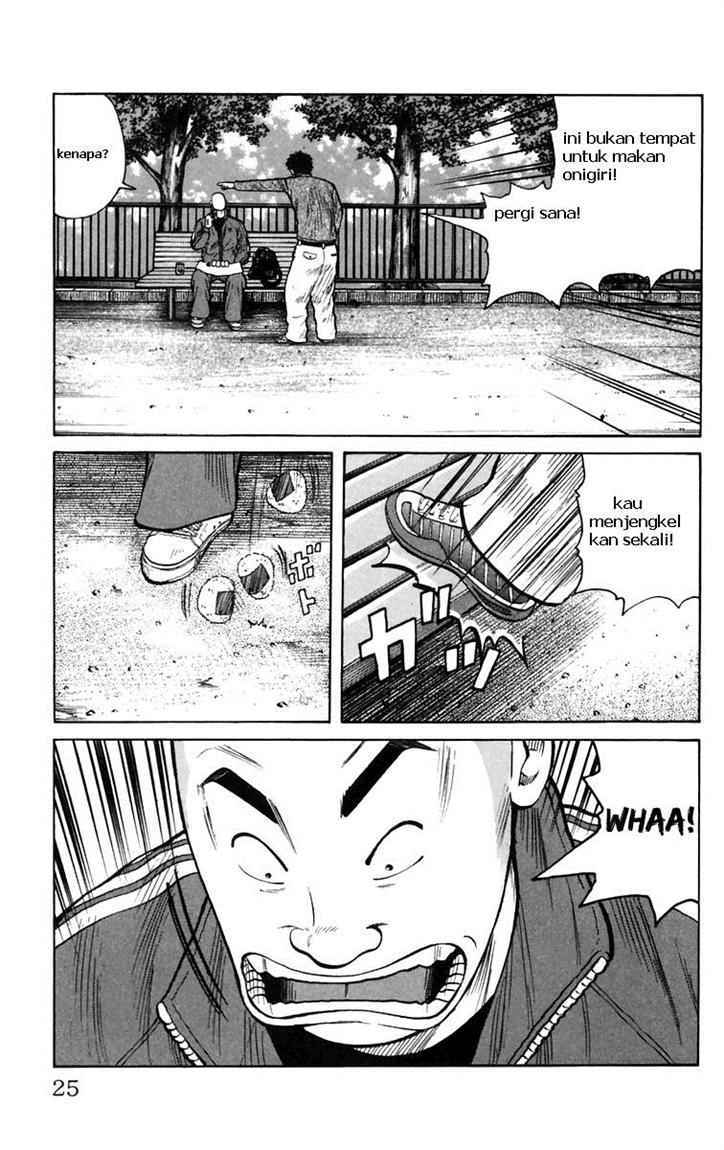 ini bukan tempat
untuk makan
onigiri!
pergi sana!
kenapa?
kau
menjengkel
kan sekali!
ガッ
ボト
WHAA!
25